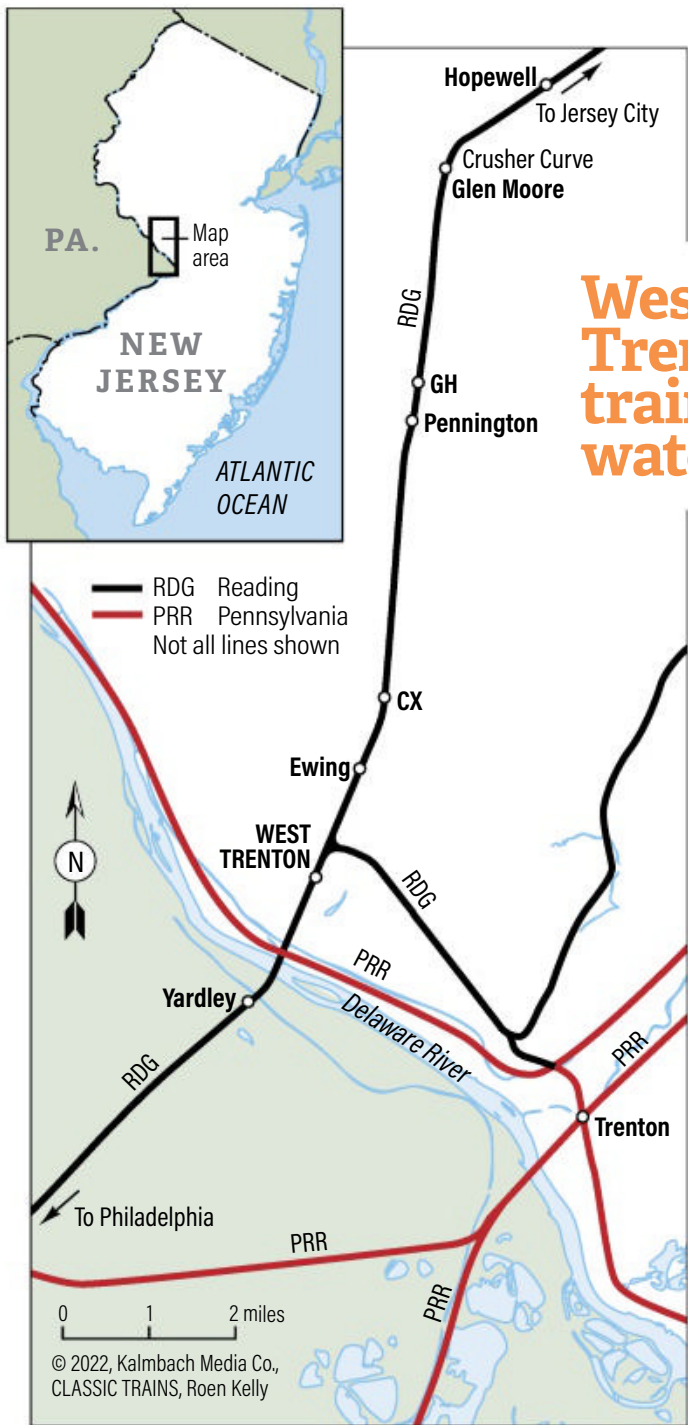 PA.
Map
area
NEW
JERSEY
ATLANTIC
OCEAN
Hopewell
To Jersey City
Crusher Curve
Glen Moore
RDG
GH
Pennington
RDG Reading
PRR Pennsylvania
Not all lines shown
CX
Ewing
N
WEST
TRENTON
RDG
PRR
Yardley
Delaware River
RDG
PRR
Trenton
To Philadelphia
PRR
PRR
0 1 2 miles
© 2022, Kalmbach Media Co.,
CLASSIC TRAINS, Roen Kelly